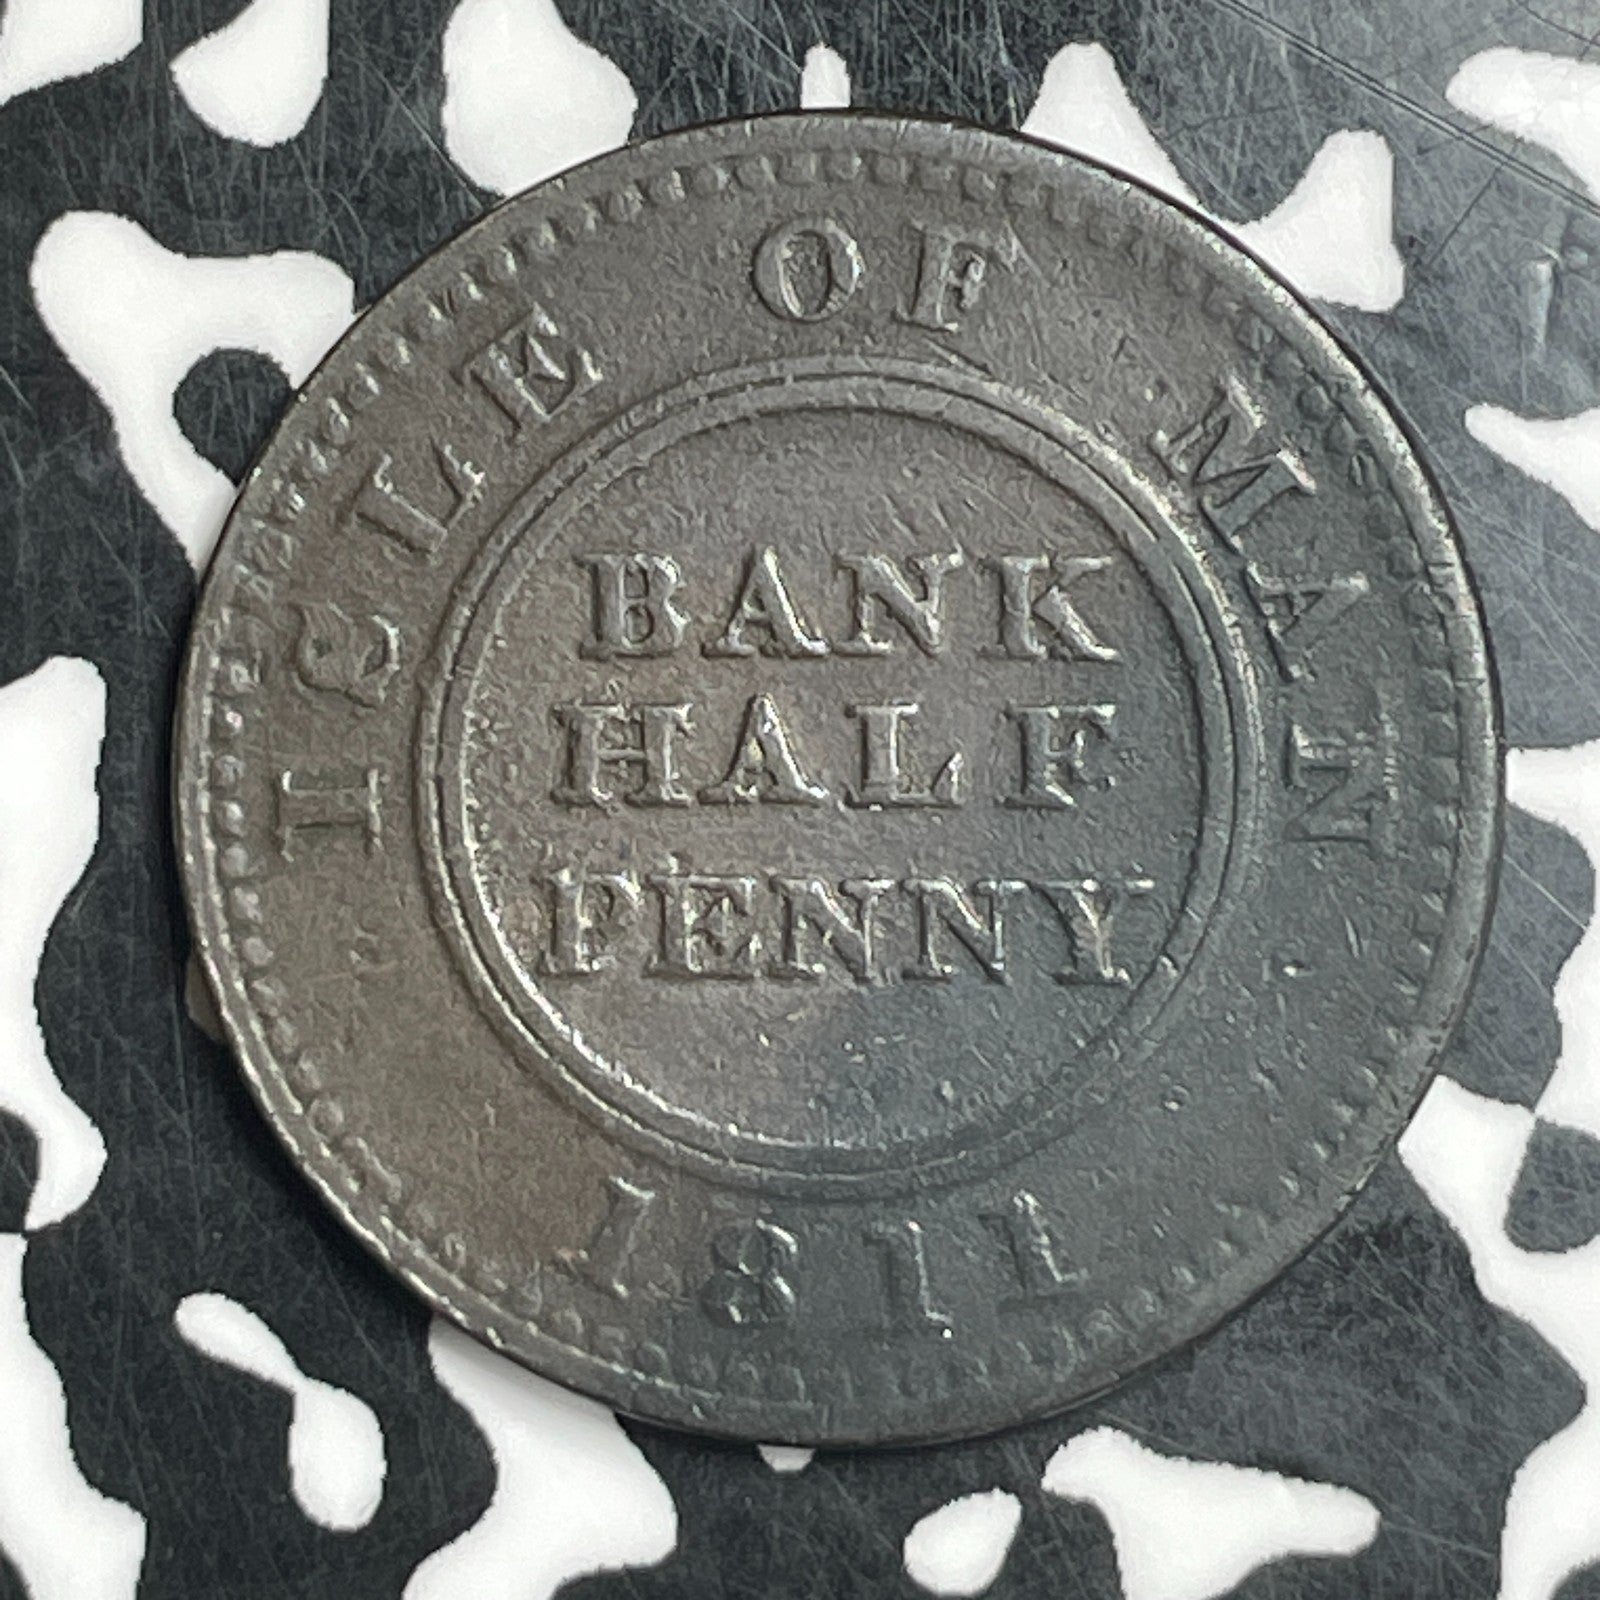 ISLE OF MAN
BANK
HALF
PENNY
1811